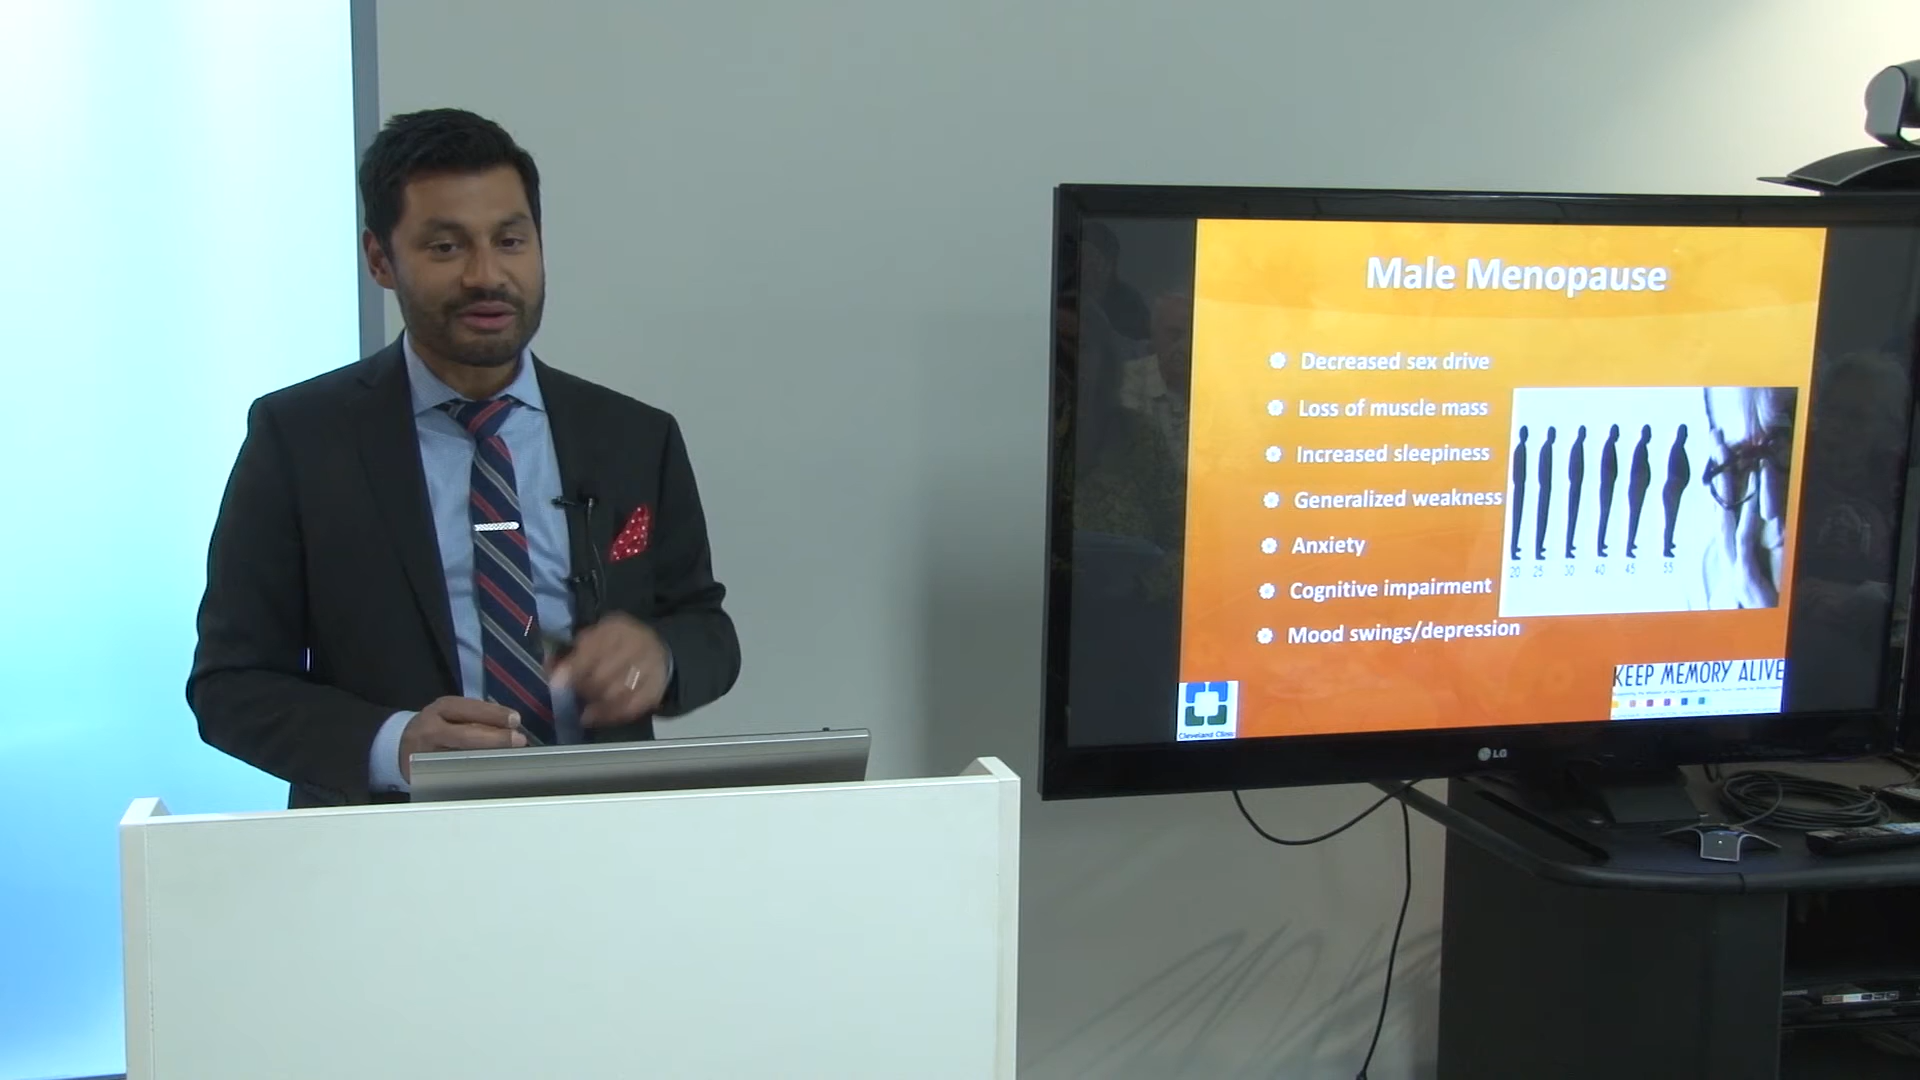 Male Menopause
Decreased sex drive
Loss of muscle mass
Increased sleepiness
Generalized weakness
Anxiety
Cognitive impairment
Mood swings/depression
20 25 30 40 45 55
KEEP MEMORY ALIVE
Cleveland Clinic
LG